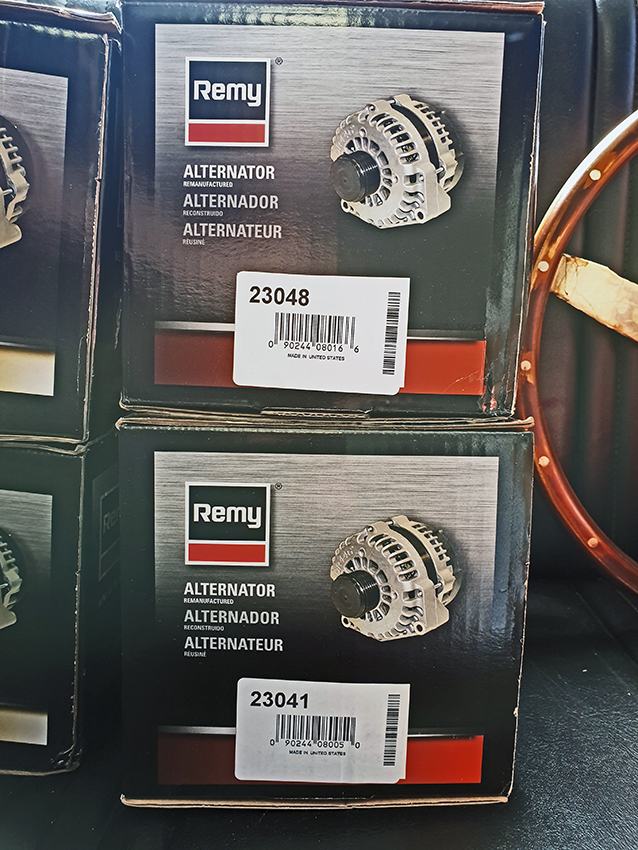 Remy®
ALTERNATOR
REMANUFACTURED
ALTERNADOR
RECONSTRUIDO
ALTERNATEUR
RÉUSINÉ
23048
0 90244 08016 6
MADE IN UNITED STATES
Remy®
ALTERNATOR
REMANUFACTURED
ALTERNADOR
RECONSTRUIDO
ALTERNATEUR
RÉUSINÉ
23041
0 90244 08005 0
MADE IN UNITED STATES